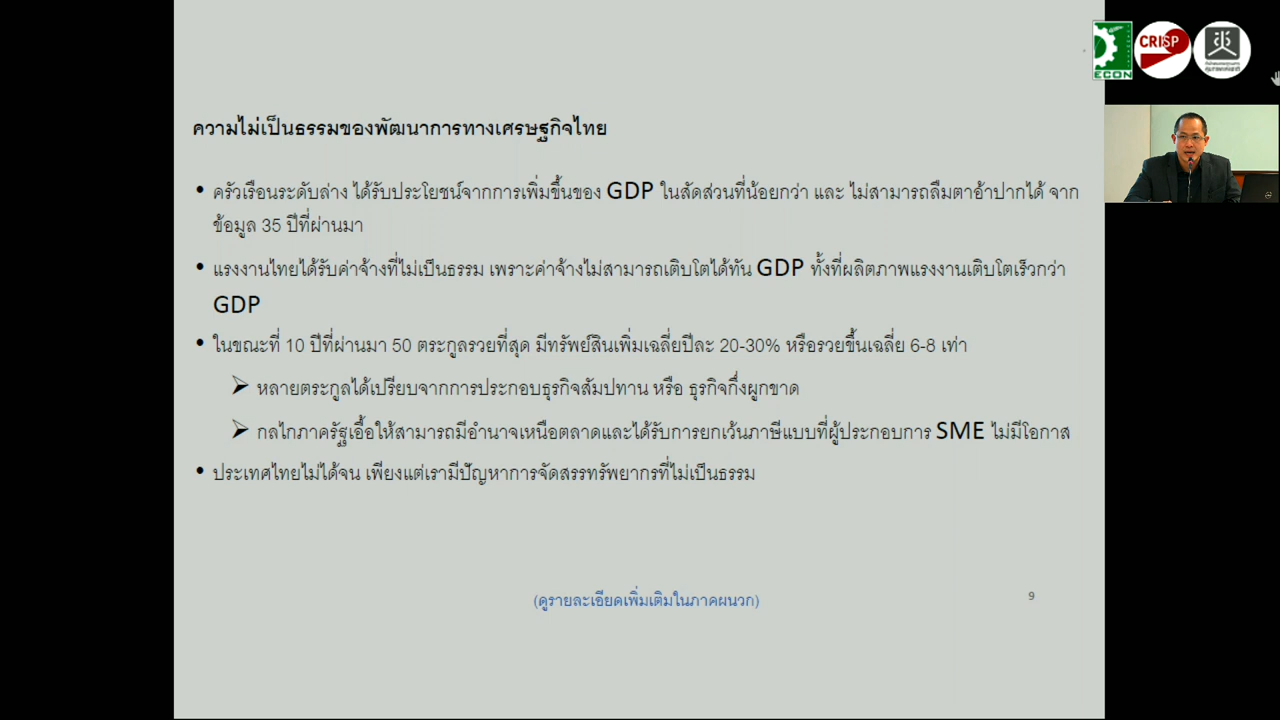 ECON
CRISP
ความไม่เป็นธรรมของพัฒนาการทางเศรษฐกิจไทย
• ครัวเรือนระดับล่าง ได้รับประโยชน์จากการเพิ่มขึ้นของ GDP ในสัดส่วนที่น้อยกว่า และ ไม่สามารถลืมตาอ้าปากได้ จาก
ข้อมูล 35 ปีที่ผ่านมา
• แรงงานไทยได้รับค่าจ้างที่ไม่เป็นธรรม เพราะค่าจ้างไม่สามารถเติบโตได้ทัน GDP ทั้งที่ผลิตภาพแรงงานเติบโตเร็วกว่า
GDP
• ในขณะที่ 10 ปีที่ผ่านมา 50 ตระกูลรวยที่สุด มีทรัพย์สินเพิ่มเฉลี่ยปีละ 20-30% หรือรวยขึ้นเฉลี่ย 6-8 เท่า
➢ หลายตระกูลได้เปรียบจากการประกอบธุรกิจสัมปทาน หรือ ธุรกิจกึ่งผูกขาด
➢ กลไกภาครัฐเอื้อให้สามารถมีอำนาจเหนือตลาดและได้รับการยกเว้นภาษีแบบที่ผู้ประกอบการ SME ไม่มีโอกาส
• ประเทศไทยไม่ได้จน เพียงแต่เรามีปัญหาการจัดสรรทรัพยากรที่ไม่เป็นธรรม
(ดูรายละเอียดเพิ่มเติมในภาคผนวก)
9